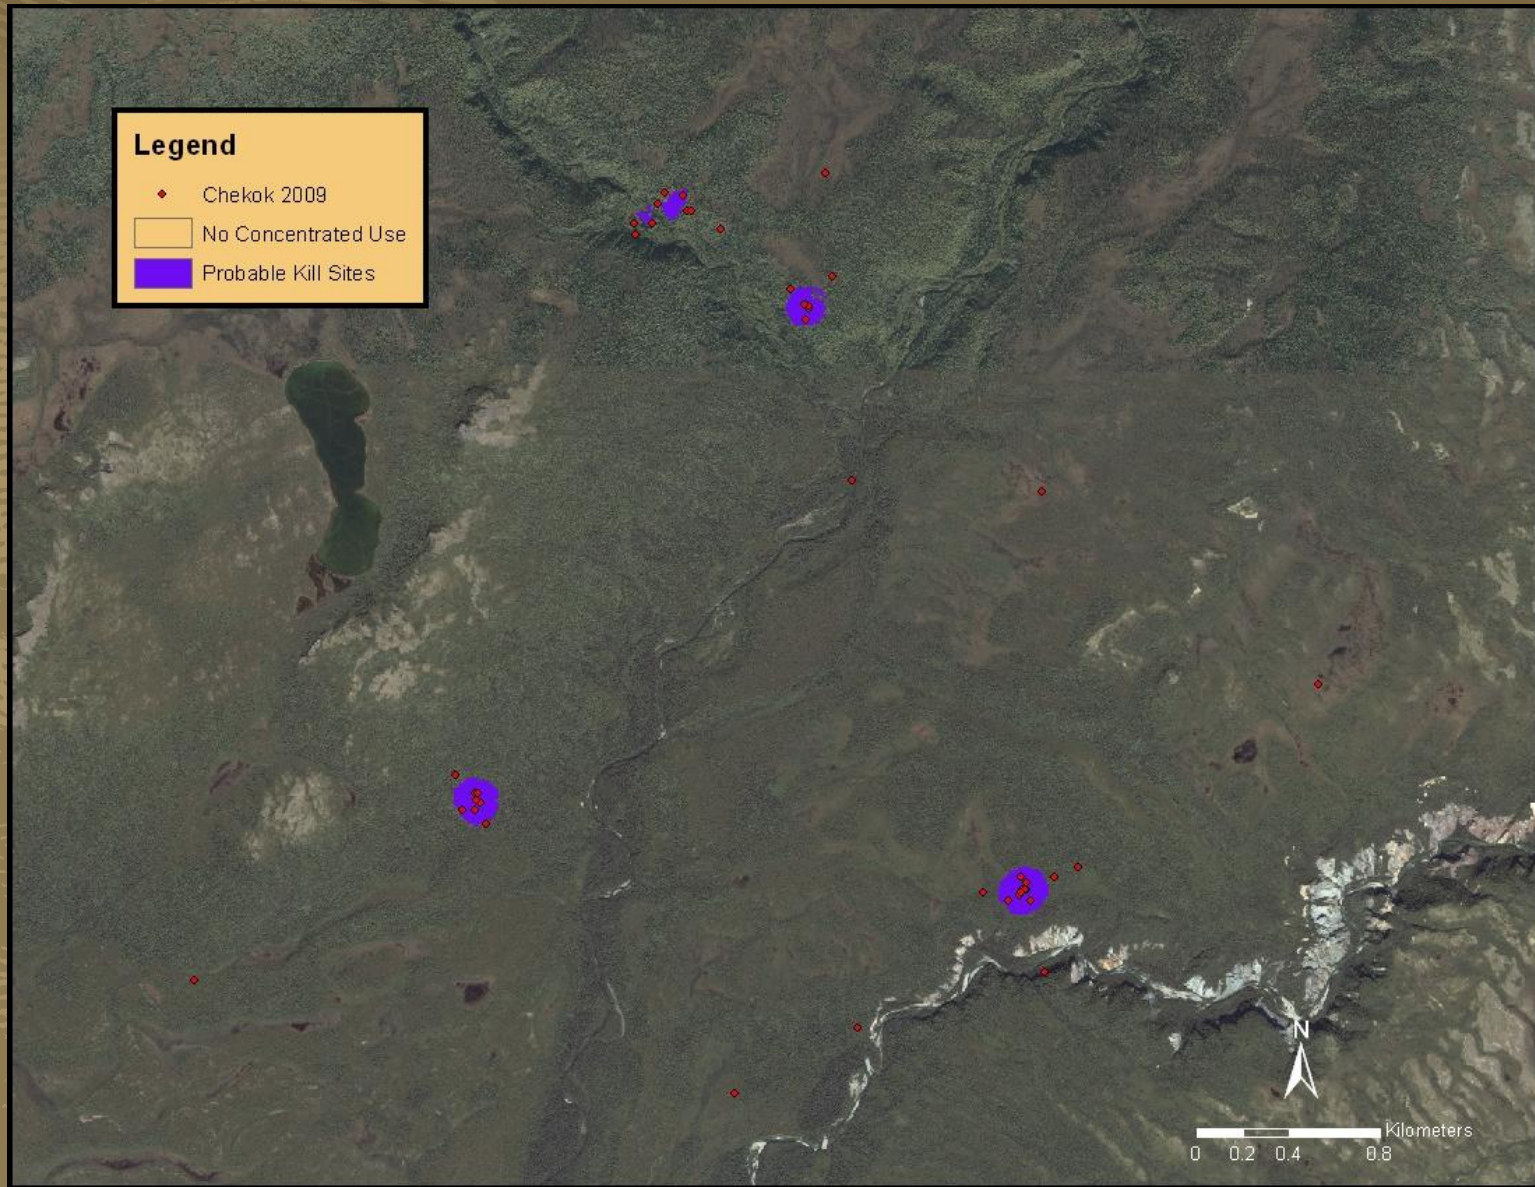 Legend
Chekok 2009
No Concentrated Use
Probable Kill Sites
N
Kilometers
0 0.2 0.4 0.8